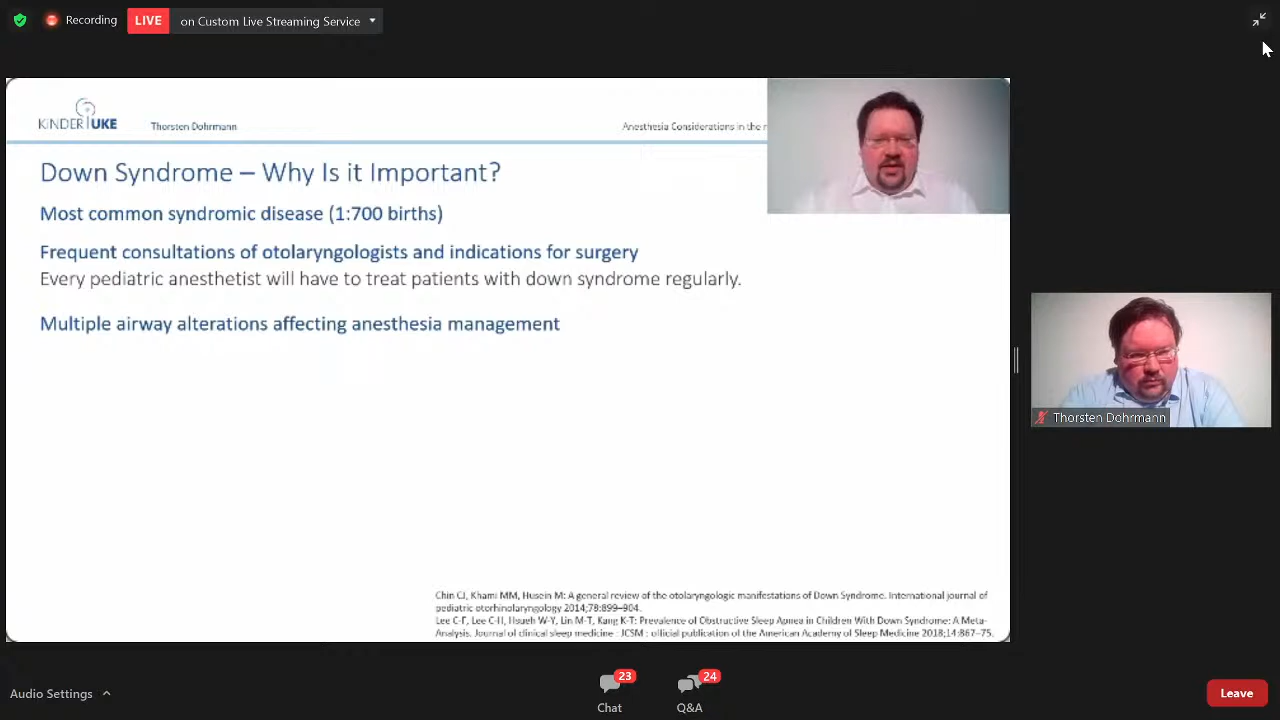 Recording
LIVE
on Custom Live Streaming Service
KINDER UKE
Thorsten Dohrmann
Anesthesia Considerations in the
Down Syndrome – Why Is it Important?
Most common syndromic disease (1:700 births)
Frequent consultations of otolaryngologists and indications for surgery
Every pediatric anesthetist will have to treat patients with down syndrome regularly.
Multiple airway alterations affecting anesthesia management
Thorsten Dohrmann
Chin CJ, Khami MM, Husein M: A general review of the otolaryngologic manifestations of Down Syndrome. International journal of
pediatric otorhinolaryngology 2014;78:899–904.
Lee C-F, Lee C-H, Hsueh W-Y, Lin M-T, Kang K-T: Prevalence of Obstructive Sleep Apnea in Children With Down Syndrome: A Meta-
Analysis. Journal of clinical sleep medicine : JCSM : official publication of the American Academy of Sleep Medicine 2018;14:867–75.
Audio Settings
23
Chat
24
Q&A
Leave